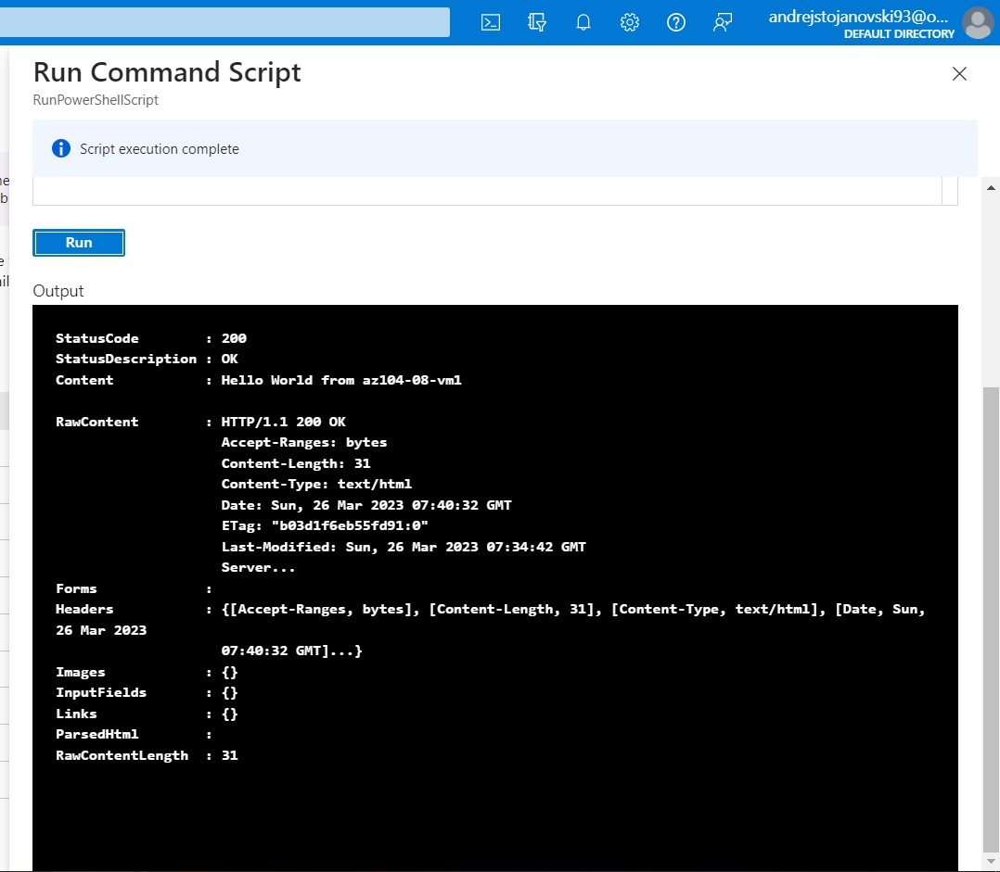 andrejstojanovski93@o...
DEFAULT DIRECTORY
Run Command Script
RunPowerShellScript
Script execution complete
Run
Output
StatusCode : 200
StatusDescription : OK
Content : Hello World from az104-08-vm1
RawContent : HTTP/1.1 200 OK
Accept-Ranges: bytes
Content-Length: 31
Content-Type: text/html
Date: Sun, 26 Mar 2023 07:40:32 GMT
ETag: "b03d1f6eb55fd91:0"
Last-Modified: Sun, 26 Mar 2023 07:34:42 GMT
Server...
Forms :
Headers : {[Accept-Ranges, bytes], [Content-Length, 31], [Content-Type, text/html], [Date, Sun,
26 Mar 2023
07:40:32 GMT]...}
Images : {}
InputFields : {}
Links : {}
ParsedHtml :
RawContentLength : 31